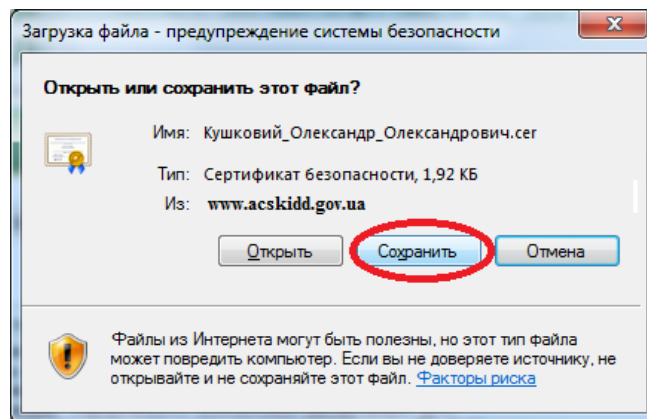 Загрузка файла - предупреждение системы безопасности
Открыть или сохранить этот файл?
Имя: Кушковий_Олександр_Олександрович.cer
Тип: Сертификат безопасности, 1,92 КБ
Из: www.acskidd.gov.ua
Открыть Сохранить Отмена
Файлы из Интернета могут быть полезны, но этот тип файла
может повредить компьютер. Если вы не доверяете источнику, не
открывайте и не сохраняйте этот файл. Факторы риска